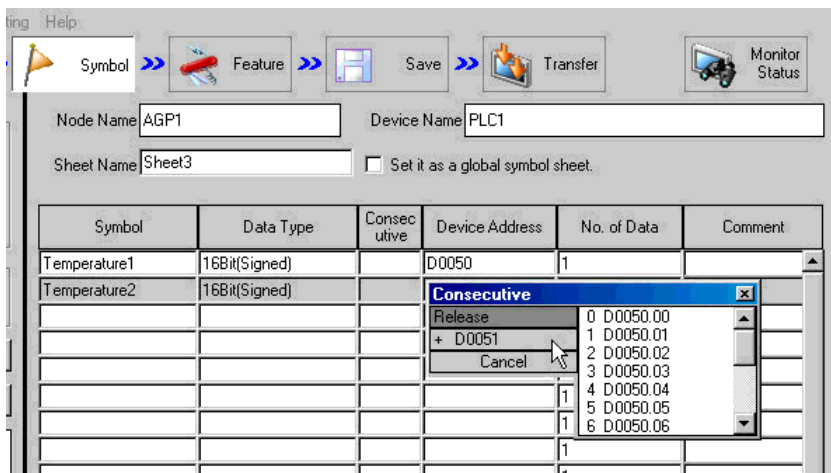 ting Help
Symbol >> Feature >> Save >> Transfer Monitor Status
Node Name AGP1 Device Name PLC1
Sheet Name Sheet3 Set it as a global symbol sheet.
Symbol Data Type Consec utive Device Address No. of Data Comment
Temperature1 16Bit(Signed) D0050 1
Temperature2 16Bit(Signed)
Consecutive
Release
+ D0051
Cancel
0 D0050.00
1 D0050.01
2 D0050.02
3 D0050.03
4 D0050.04
5 D0050.05
6 D0050.06
1
1
1